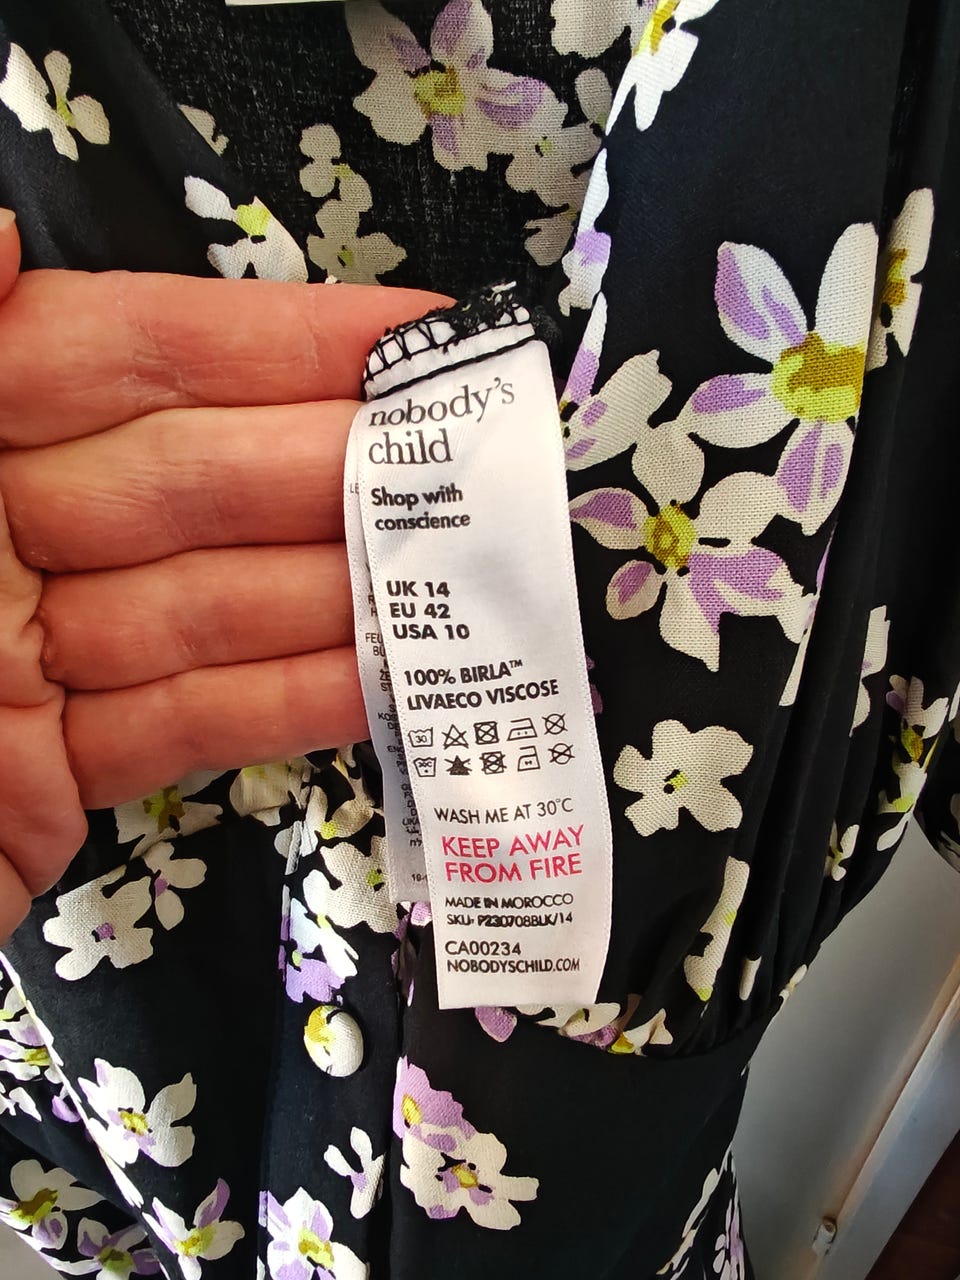 nobody's
child
Shop with
conscience
UK 14
EU 42
USA 10
100% BIRLA™
LIVAECO VISCOSE
30
WASH ME AT 30°C
KEEP AWAY
FROM FIRE
MADE IN MOROCCO
SKU: P230708BLK/14
CA00234
NOBODYSCHILD.COM